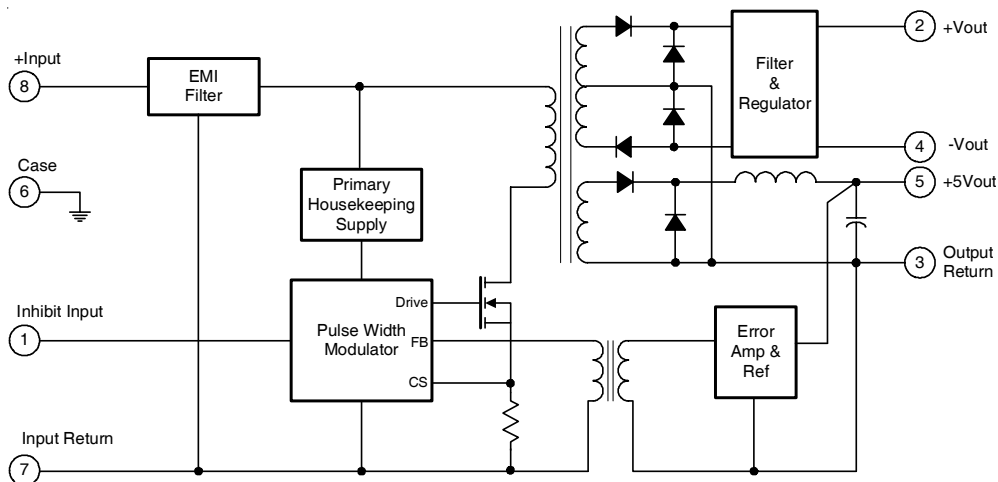 +Input
8
EMI
Filter
Case
6
Primary
Housekeeping
Supply
Inhibit Input
1
Pulse Width
Modulator
Drive
FB
CS
Input Return
7
Filter
&
Regulator
2
+Vout
4
-Vout
5
+5Vout
3
Output
Return
Error
Amp &
Ref